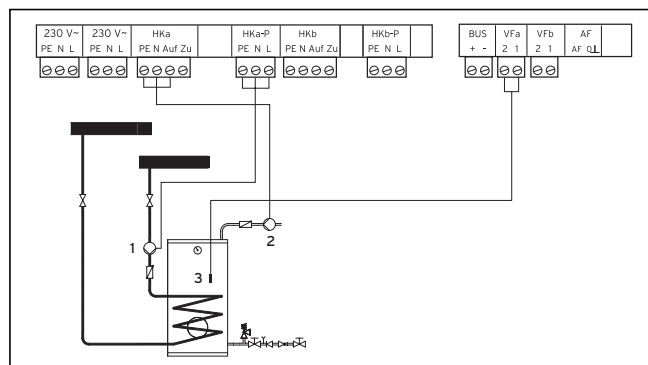 230 V~ 230 V~ HKa HKa-P HKb HKb-P
PE N L PE N L PE N Auf Zu PE N L PE N Auf Zu PE N L
BUS VFa VFb AF
+ - 2 1 2 1 AF 0
1
2
3